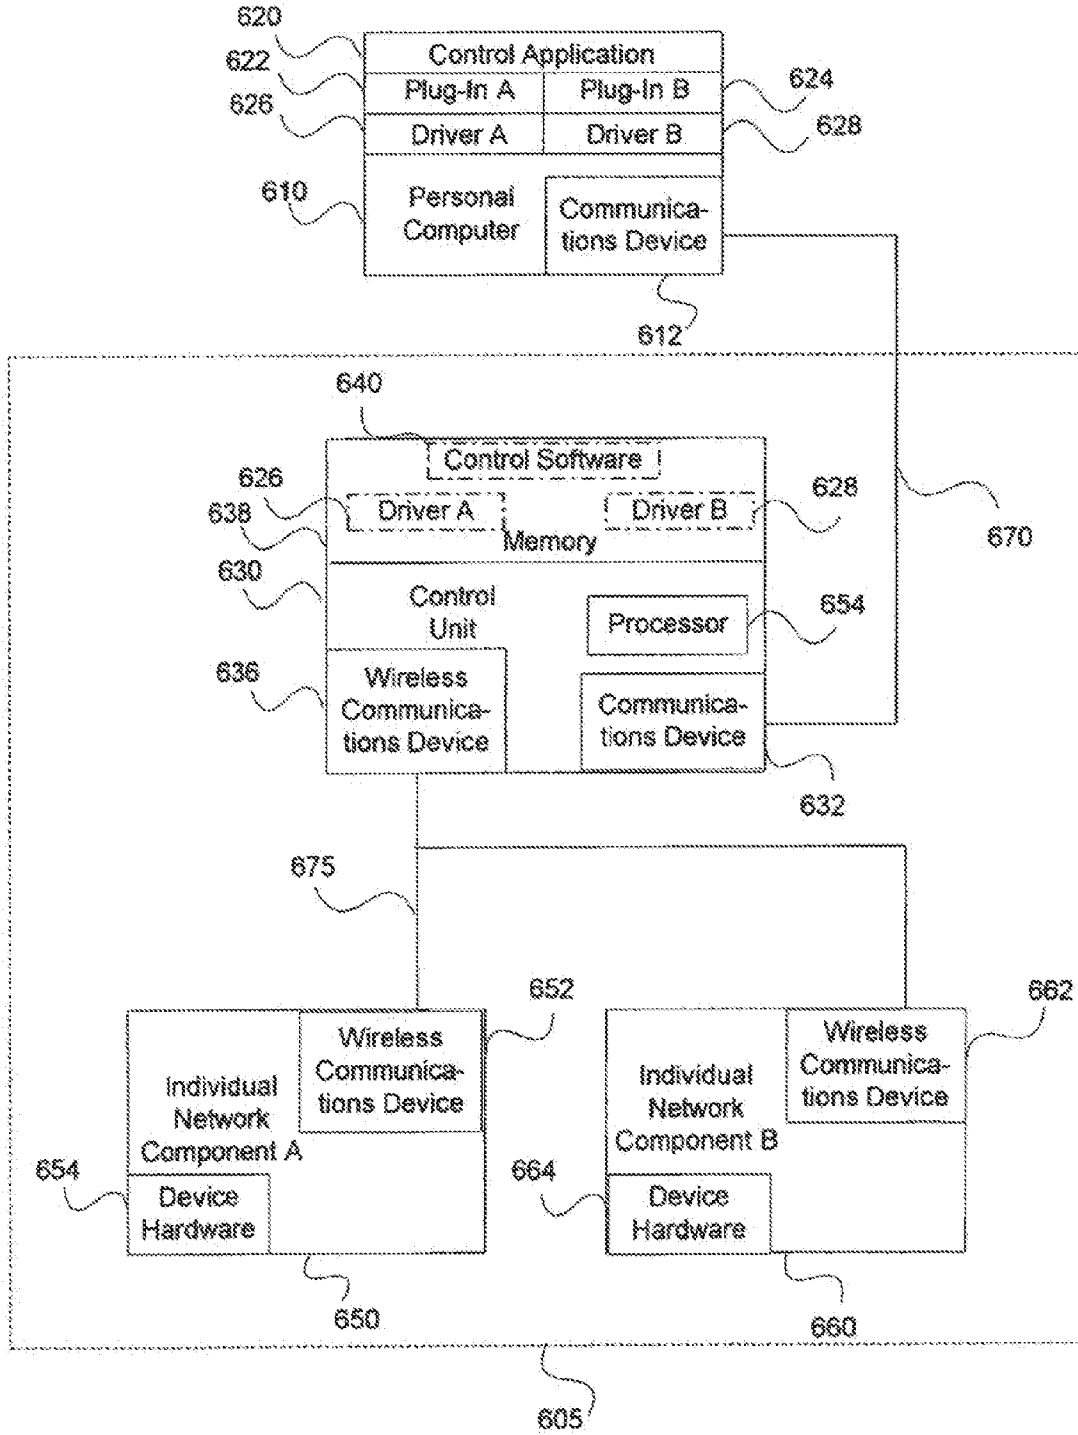 620
Control Application
622
Plug-In A
Plug-In B
624
626
Driver A
Driver B
628
610
Personal
Computer
Communica-
tions Device
612
640
Control Software
626
Driver A
Driver B
628
638
Memory
670
630
Control
Unit
Processor
654
636
Wireless
Communica-
tions Device
Communica-
tions Device
632
675
652
Wireless
Communica-
tions Device
Individual
Network
Component A
654
Device
Hardware
650
662
Wireless
Communica-
tions Device
Individual
Network
Component B
664
Device
Hardware
660
605